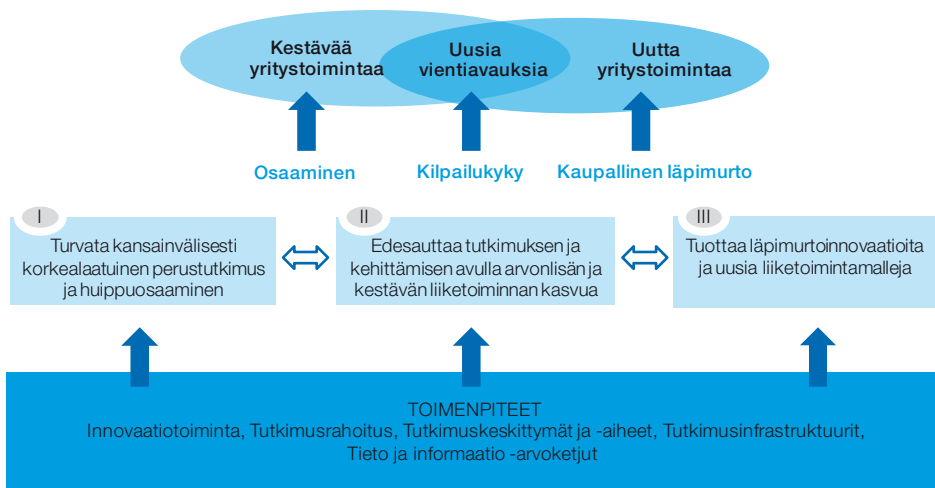 Kestävää
yritystoimintaa
Uusia
vientiavauksia
Uutta
yritystoimintaa
Osaaminen
Kilpailukyky
Kaupallinen läpimurto
I
Turvata kansainvälisesti
korkealaatuinen perustutkimus
ja huippuosaaminen
II
Edesauttaa tutkimuksen ja
kehittämisen avulla arvonlisän ja
kestävän liiketoiminnan kasvua
III
Tuottaa läpimurtoinnovaatioita
ja uusia liiketoimintamalleja
TOIMENPITEET
Innovaatiotoiminta, Tutkimusrahoitus, Tutkimuskeskittymät ja -aiheet, Tutkimusinfrastruktuurit,
Tieto ja informaatio -arvoketjut